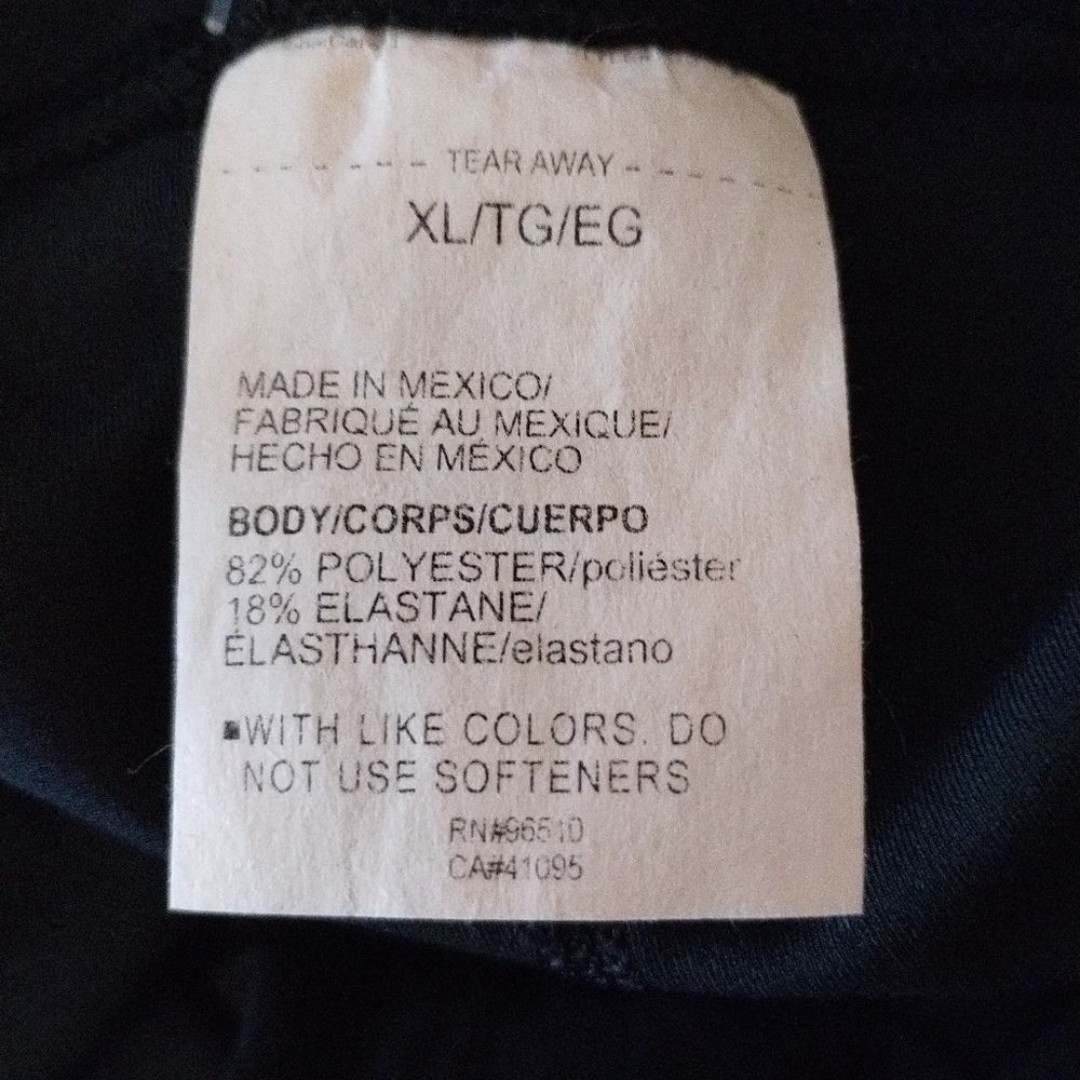 - - - - - - - TEAR AWAY - - - - - - -
XL/TG/EG
MADE IN MEXICO/
FABRIQUÉ AU MEXIQUE/
HECHO EN MÉXICO
BODY/CORPS/CUERPO
82% POLYESTER/poliéster
18% ELASTANE/
ÉLASTHANNE/elastano
▪WITH LIKE COLORS. DO
NOT USE SOFTENERS
RN#96510
CA#41095